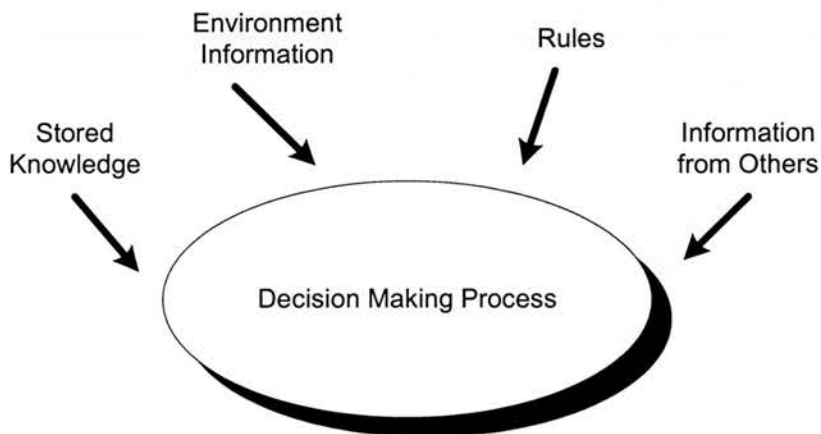 Environment
Information
Rules
Stored
Knowledge
Information
from Others
Decision Making Process